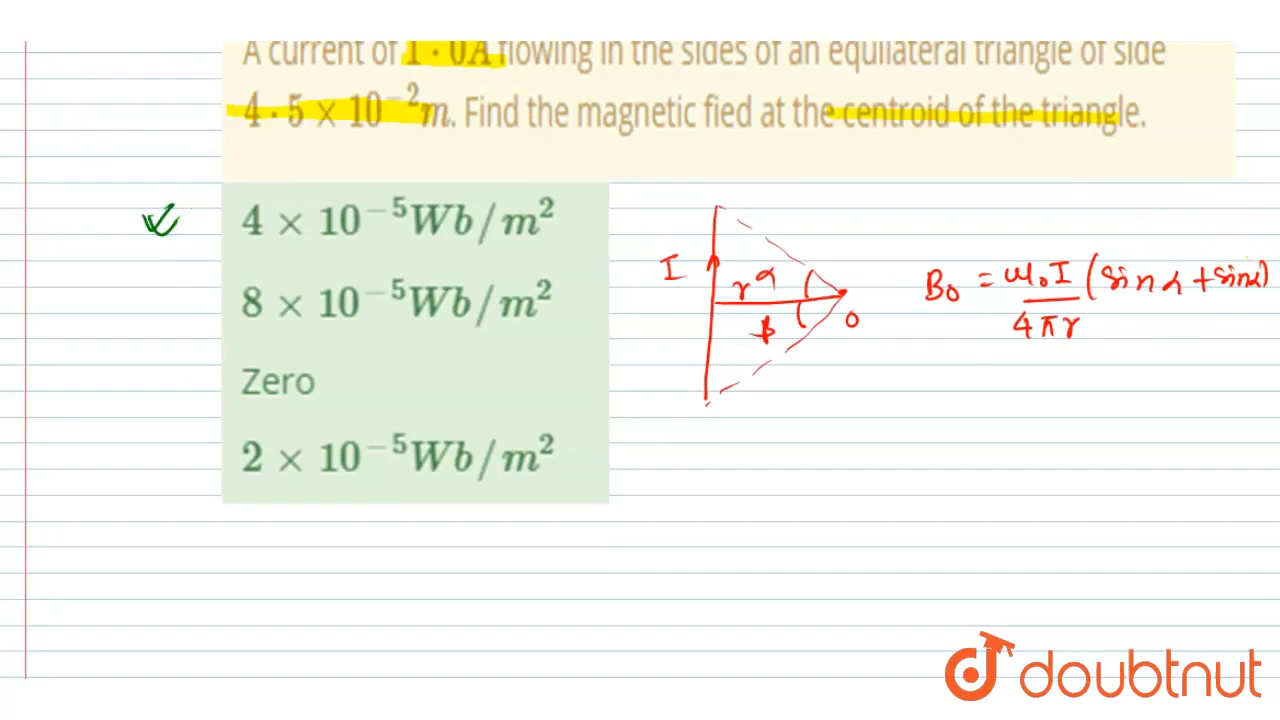 A current of 1 · 0A flowing in the sides of an equilateral triangle of side
4 · 5 × 10⁻²m. Find the magnetic fied at the centroid of the triangle.
4 × 10⁻⁵Wb/m²
8 × 10⁻⁵Wb/m²
Zero
2 × 10⁻⁵Wb/m²
I
r α
β
O
B₀ = μ₀I/4πr (sin α + sin α)
doubtnut